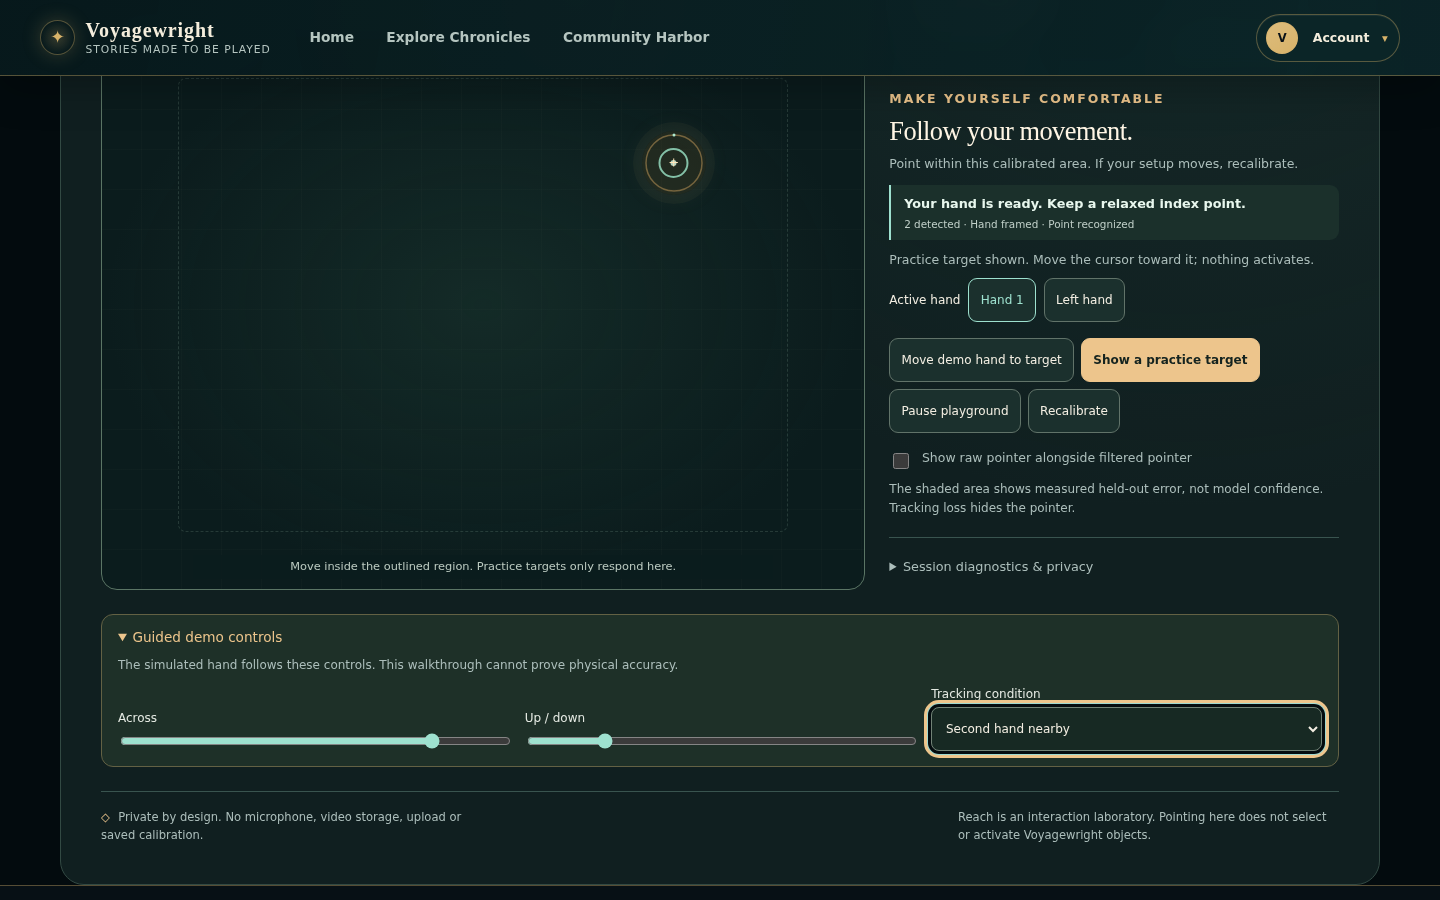 Voyagewright
STORIES MADE TO BE PLAYED
Home
Explore Chronicles
Community Harbor
V
Account
Move inside the outlined region. Practice targets only respond here.
MAKE YOURSELF COMFORTABLE
Follow your movement.
Point within this calibrated area. If your setup moves, recalibrate.
Your hand is ready. Keep a relaxed index point.
2 detected · Hand framed · Point recognized
Practice target shown. Move the cursor toward it; nothing activates.
Active hand
Hand 1
Left hand
Move demo hand to target
Show a practice target
Pause playground
Recalibrate
Show raw pointer alongside filtered pointer
The shaded area shows measured held-out error, not model confidence.
Tracking loss hides the pointer.
Session diagnostics & privacy
Guided demo controls
The simulated hand follows these controls. This walkthrough cannot prove physical accuracy.
Across
Up / down
Tracking condition
Second hand nearby
Private by design. No microphone, video storage, upload or
saved calibration.
Reach is an interaction laboratory. Pointing here does not select
or activate Voyagewright objects.